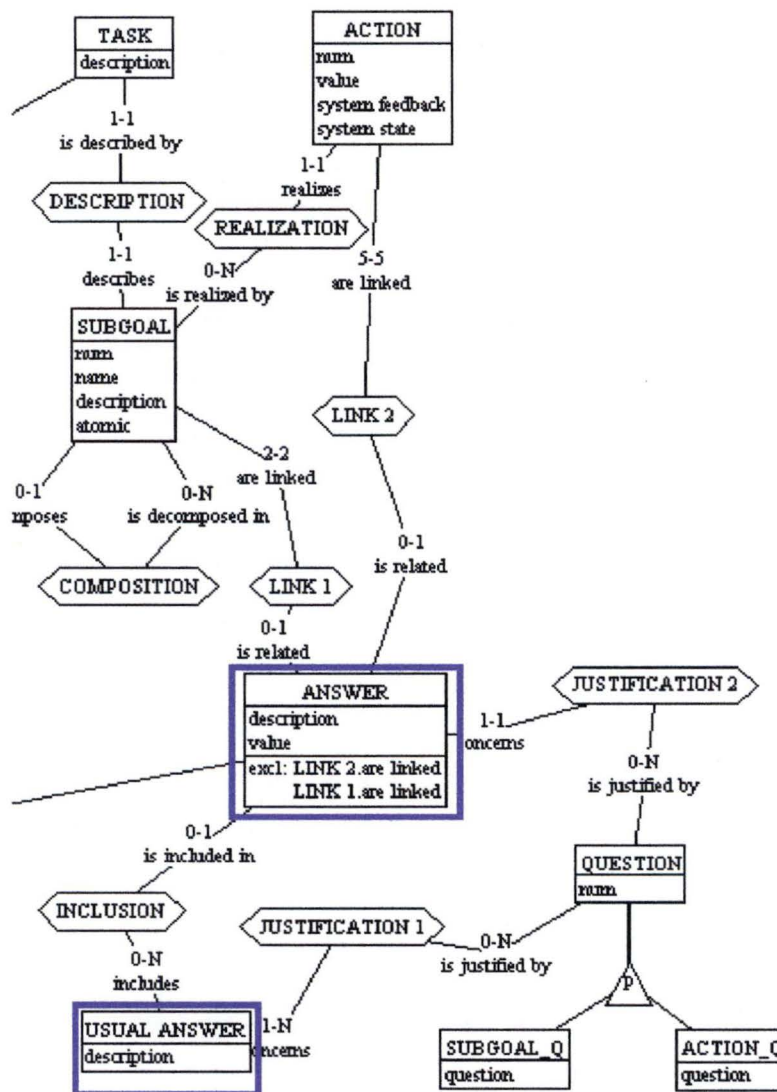 TASK
description
ACTION
num
value
system feedback
system state
1-1
is described by
1-1
realizes
DESCRIPTION
REALIZATION
1-1
describes
0-N
is realized by
5-5
are linked
SUBGOAL
num
name
description
atomic
LINK 2
2-2
are linked
0-1
nposes
0-N
is decomposed in
0-1
is related
COMPOSITION
LINK 1
0-1
is related
ANSWER
description
value
excl: LINK 2.are linked
LINK 1.are linked
1-1
oncerns
JUSTIFICATION 2
0-N
is justified by
0-1
is included in
QUESTION
num
INCLUSION
JUSTIFICATION 1
0-N
is justified by
0-N
includes
P
USUAL ANSWER
description
1-N
oncerns
SUBGOAL_Q
question
ACTION_Q
question